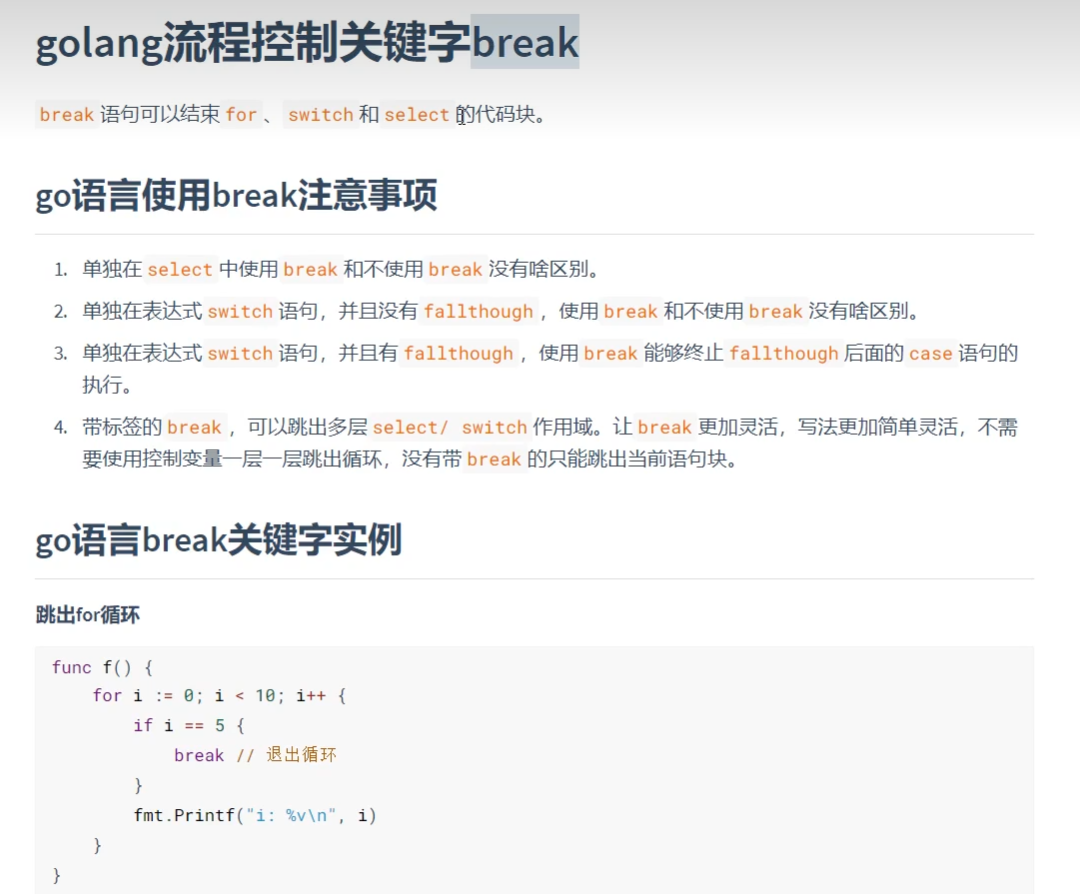 golang流程控制关键字break
break 语句可以结束 for 、 switch 和 select 的代码块。
go语言使用break注意事项
1. 单独在 select 中使用 break 和不使用 break 没有啥区别。
2. 单独在表达式 switch 语句，并且没有 fallthough ，使用 break 和不使用 break 没有啥区别。
3. 单独在表达式 switch 语句，并且有 fallthough ，使用 break 能够终止 fallthough 后面的 case 语句的
执行。
4. 带标签的 break ，可以跳出多层 select/ switch 作用域。让 break 更加灵活，写法更加简单灵活，不需
要使用控制变量一层一层跳出循环，没有带 break 的只能跳出当前语句块。
go语言break关键字实例
跳出for循环
func f() {
    for i := 0; i < 10; i++ {
        if i == 5 {
            break // 退出循环
        }
        fmt.Printf("i: %v\n", i)
    }
}